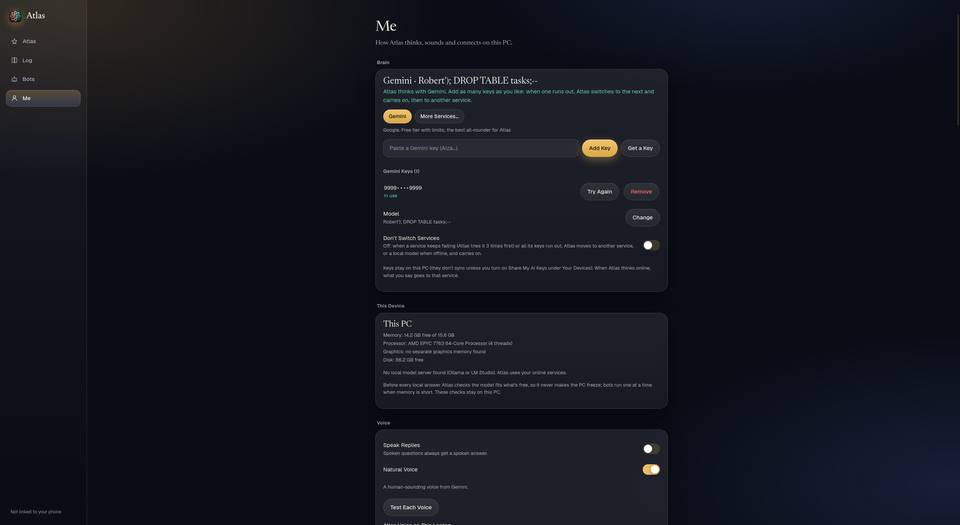 Atlas
Atlas
Log
Bots
Me
Not linked to your phone
Me
How Atlas thinks, sounds and connects on this PC.
Brain
Gemini · Robert'); DROP TABLE tasks;--
Atlas thinks with Gemini. Add as many keys as you like: when one runs out, Atlas switches to the next and
carries on, then to another service.
Gemini
More Services...
Google. Free tier with limits; the best all-rounder for Atlas
Paste a Gemini key (AIza...)
Add Key
Get a Key
Gemini Keys (1)
9999••••9999
In use
Try Again
Remove
Model
Robert'); DROP TABLE tasks;--
Change
Don't Switch Services
Off: when a service keeps failing (Atlas tries it 3 times first) or all its keys run out, Atlas moves to another service,
or a local model when offline, and carries on.
Keys stay on this PC (they don't sync unless you turn on Share My AI Keys under Your Devices). When Atlas thinks online,
what you say goes to that service.
This Device
This PC
Memory: 14.2 GB free of 15.6 GB
Processor: AMD EPYC 7763 64-Core Processor (4 threads)
Graphics: no separate graphics memory found
Disk: 86.2 GB free
No local model server found (Ollama or LM Studio). Atlas uses your online services.
Before every local answer Atlas checks the model fits what's free, so it never makes the PC freeze; bots run one at a time
when memory is short. These checks stay on this PC.
Voice
Speak Replies
Spoken questions always get a spoken answer.
Natural Voice
A human-sounding voice from Gemini.
Test Each Voice